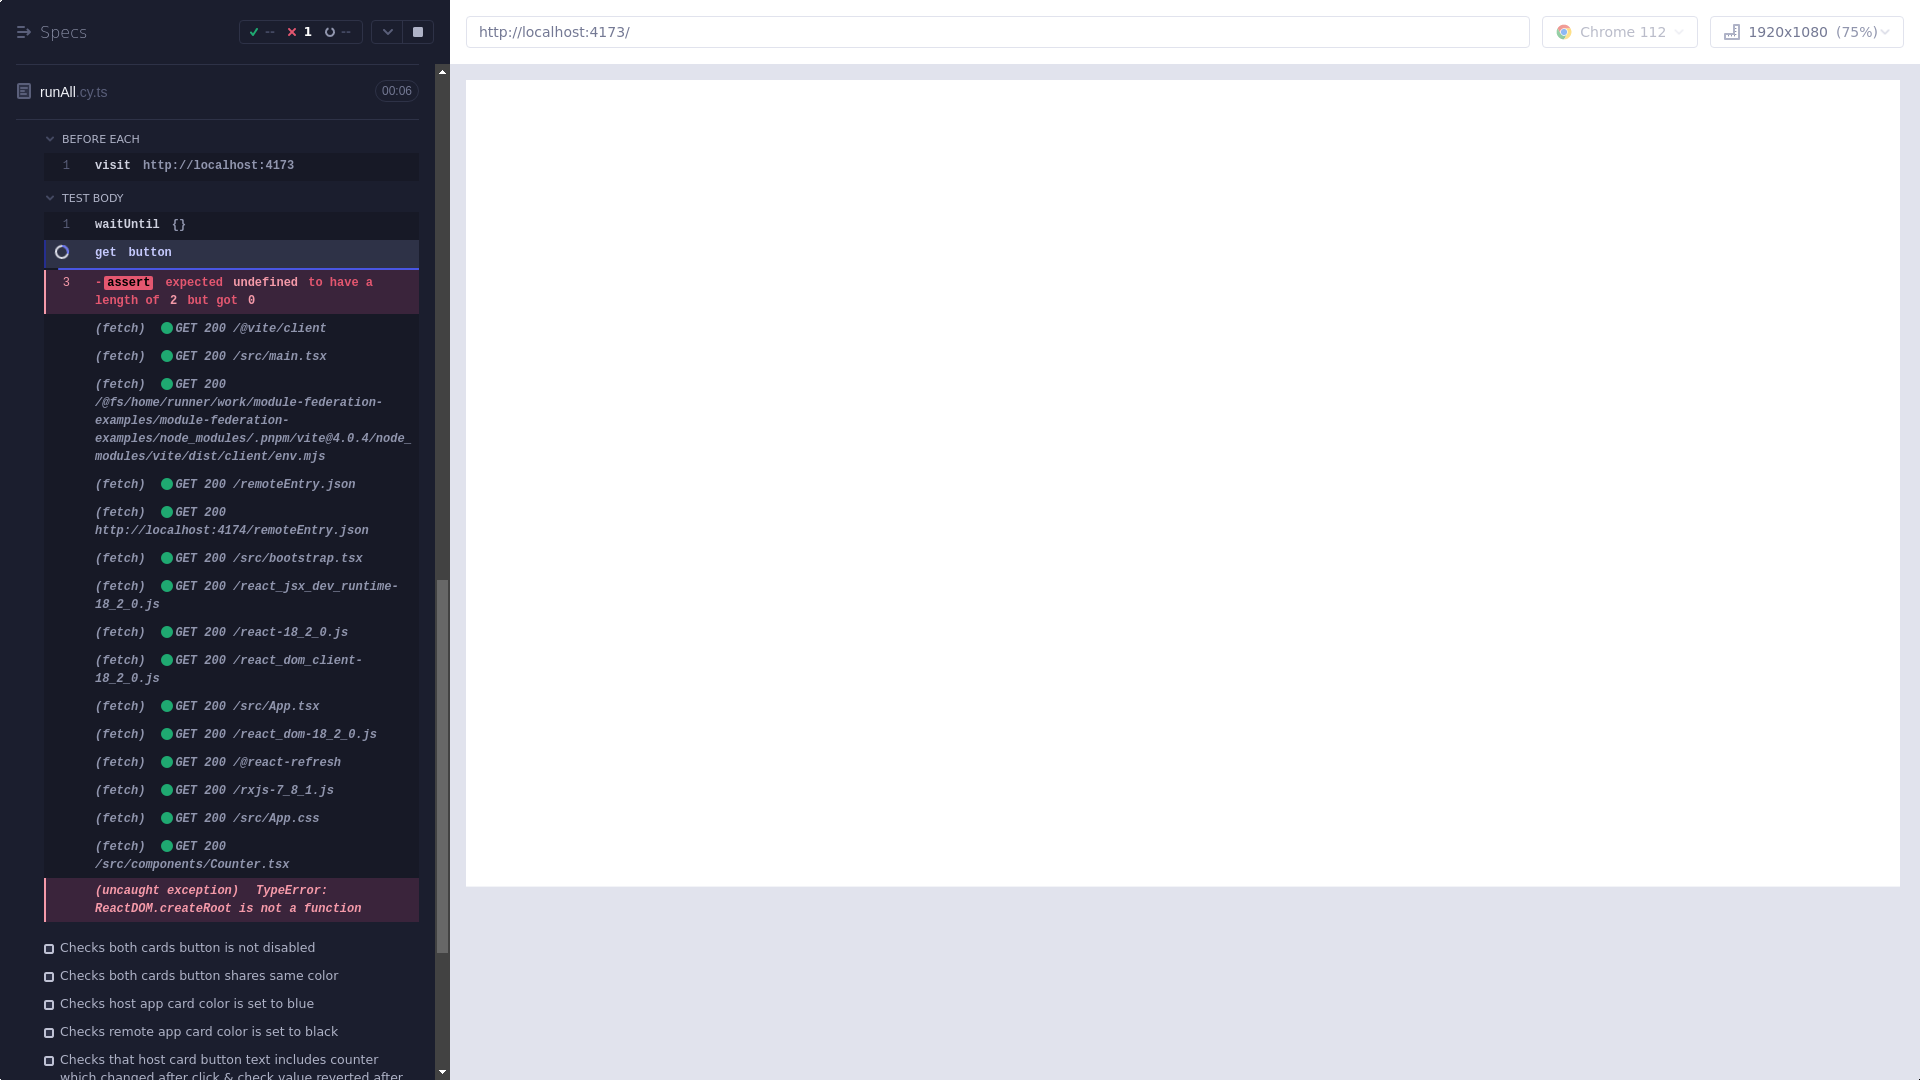 Specs
-- 1 --
runAll.cy.ts
00:06
BEFORE EACH
1 visit http://localhost:4173
TEST BODY
1 waitUntil {}
get button
3 -assert expected undefined to have a
length of 2 but got 0
(fetch) GET 200 /@vite/client
(fetch) GET 200 /src/main.tsx
(fetch) GET 200
/@fs/home/runner/work/module-federation-
examples/module-federation-
examples/node_modules/.pnpm/vite@4.0.4/node_
modules/vite/dist/client/env.mjs
(fetch) GET 200 /remoteEntry.json
(fetch) GET 200
http://localhost:4174/remoteEntry.json
(fetch) GET 200 /src/bootstrap.tsx
(fetch) GET 200 /react_jsx_dev_runtime-
18_2_0.js
(fetch) GET 200 /react-18_2_0.js
(fetch) GET 200 /react_dom_client-
18_2_0.js
(fetch) GET 200 /src/App.tsx
(fetch) GET 200 /react_dom-18_2_0.js
(fetch) GET 200 /@react-refresh
(fetch) GET 200 /rxjs-7_8_1.js
(fetch) GET 200 /src/App.css
(fetch) GET 200
/src/components/Counter.tsx
(uncaught exception) TypeError:
ReactDOM.createRoot is not a function
Checks both cards button is not disabled
Checks both cards button shares same color
Checks host app card color is set to blue
Checks remote app card color is set to black
Checks that host card button text includes counter
which changed after click & check value reverted after
http://localhost:4173/
Chrome 112
1920x1080 (75%)